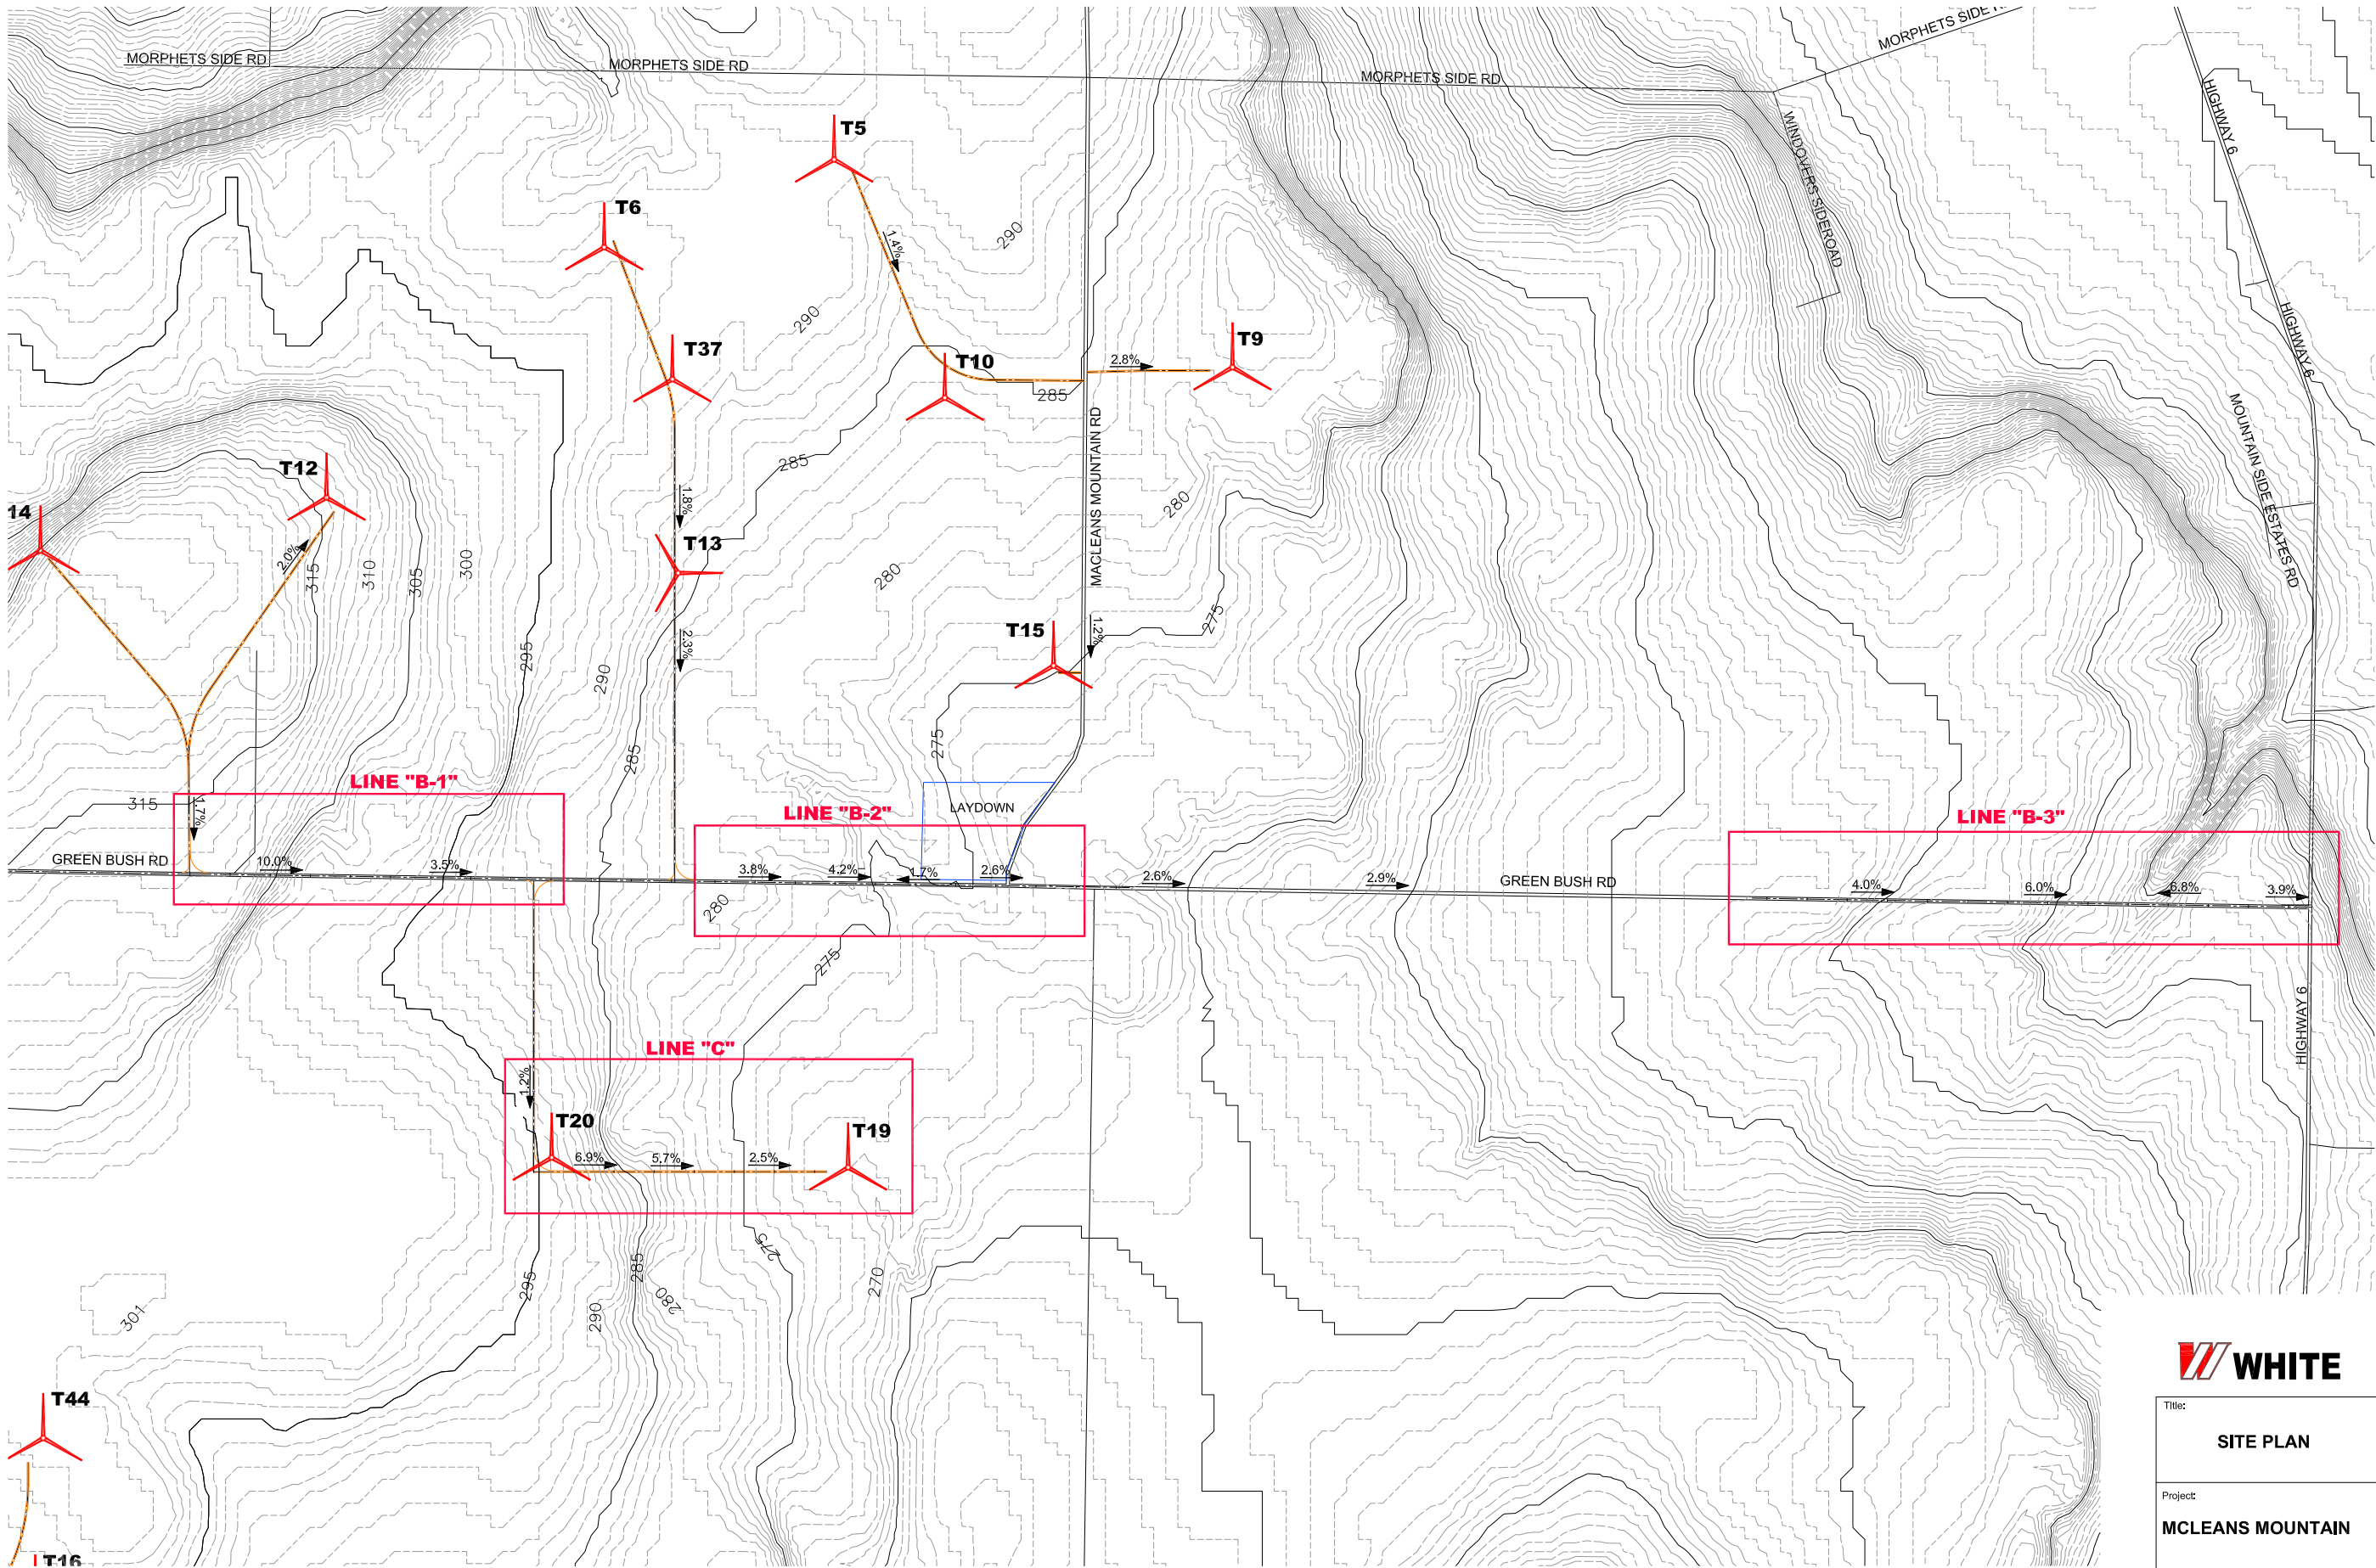 MORPHETS SIDE RD
MORPHETS SIDE RD
MORPHETS SIDE RD
MORPHETS SIDE
HIGHWAY 6
WINDOVERS SIDEROAD
T5
T6
1.4%
290
290
HIGHWAY 6
T37
T10
2.8%
T9
285
MACLEANS MOUNTAIN RD
MOUNTAIN SIDE ESTATES RD
285
T12
14
1.8%
280
2.0%
315
310
305
300
T13
280
295
290
2.3%
T15
1.2%
275
285
275
LINE "B-1"
315
1.7%
LINE "B-2"
LAYDOWN
LINE "B-3"
GREEN BUSH RD
10.0%
3.5%
3.8%
4.2%
1.7%
2.6%
2.6%
2.9%
GREEN BUSH RD
4.0%
6.0%
6.8%
3.9%
280
275
HIGHWAY 6
LINE "C"
1.2%
T20
T19
6.9%
5.7%
2.5%
275
295
290
285
280
270
301
T44
T16
WHITE
Title:
SITE PLAN
Project:
MCLEANS MOUNTAIN